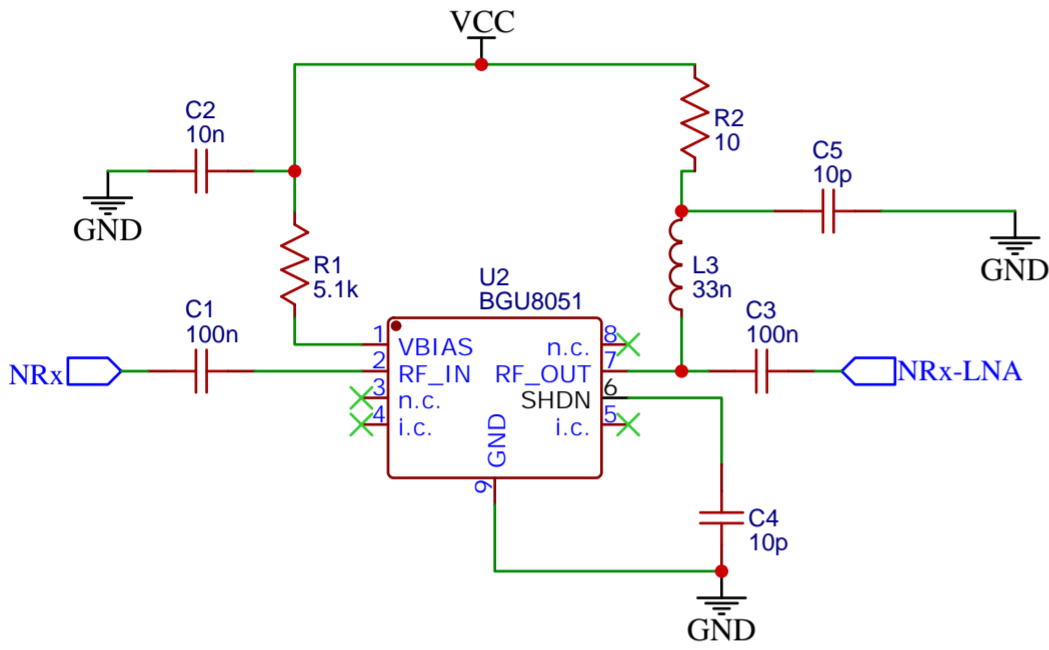 VCC
C2
10n
GND
R2
10
C5
10p
GND
R1
5.1k
L3
33n
U2
BGU8051
C1
100n
C3
100n
NRx
NRx-LNA
1 VBIAS
2 RF_IN
3 n.c.
4 i.c.
n.c. 8
RF_OUT 7
SHDN 6
i.c. 5
GND
9
C4
10p
GND